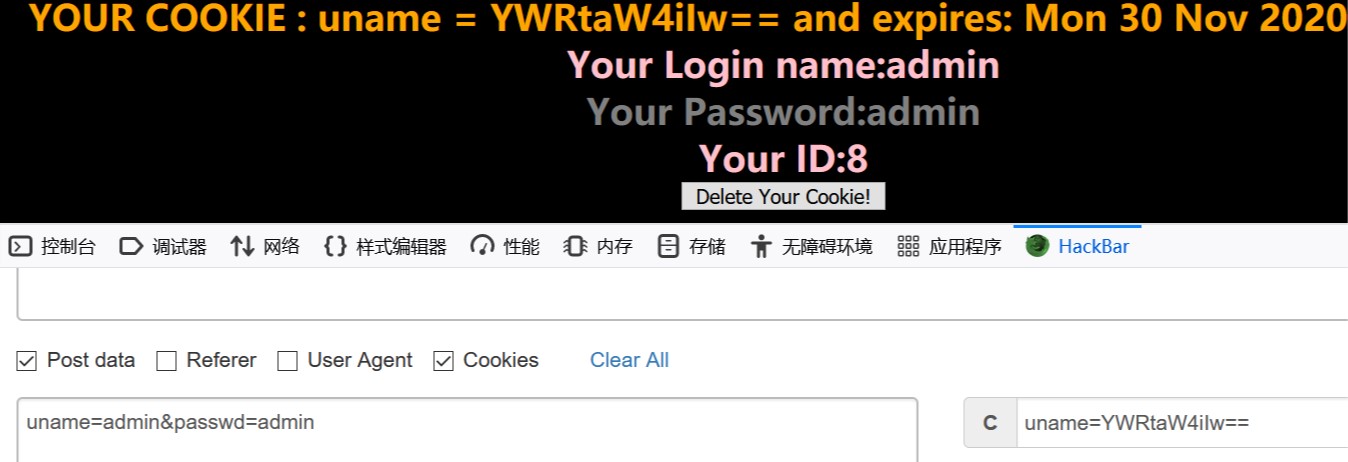 YOUR COOKIE : uname = YWRtaW4iIw== and expires: Mon 30 Nov 2020
Your Login name:admin
Your Password:admin
Your ID:8
Delete Your Cookie!
控制台 调试器 网络 样式编辑器 性能 内存 存储 无障碍环境 应用程序 HackBar
Post data Referer User Agent Cookies Clear All
uname=admin&passwd=admin C uname=YWRtaW4iIw==